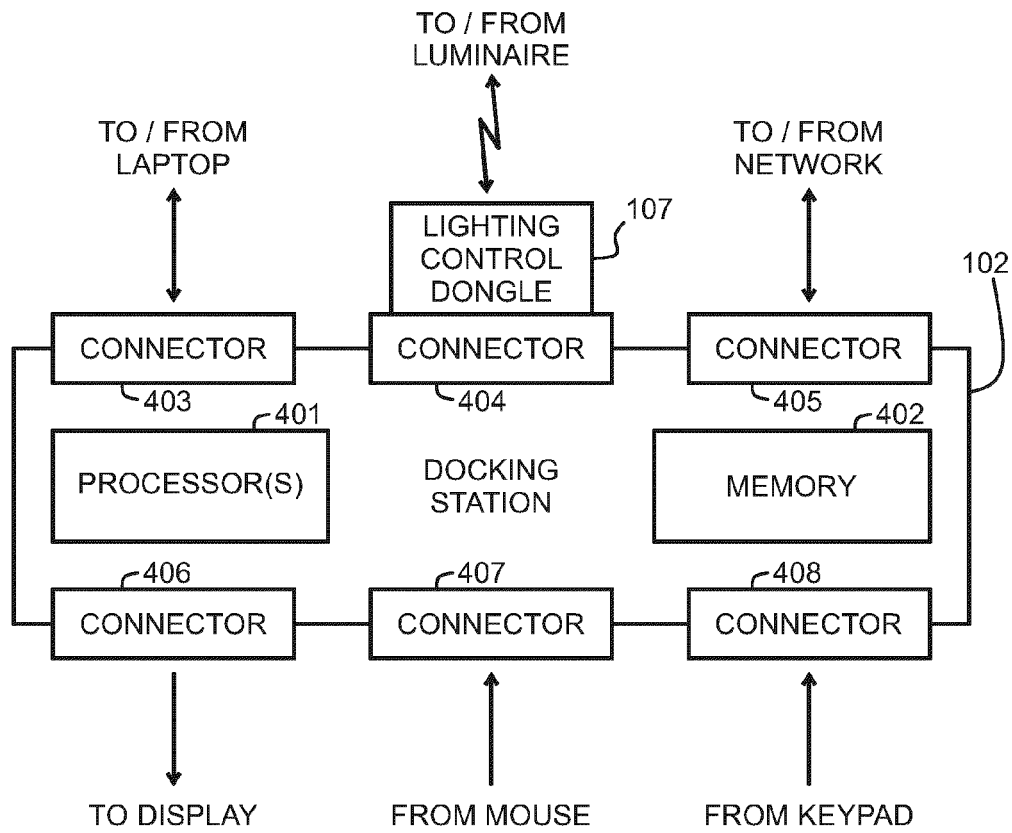 TO / FROM
LUMINAIRE
TO / FROM
LAPTOP
TO / FROM
NETWORK
LIGHTING
CONTROL
DONGLE
107
102
CONNECTOR
CONNECTOR
CONNECTOR
403
404
405
401
402
PROCESSOR(S)
DOCKING
STATION
MEMORY
406
407
408
CONNECTOR
CONNECTOR
CONNECTOR
TO DISPLAY
FROM MOUSE
FROM KEYPAD